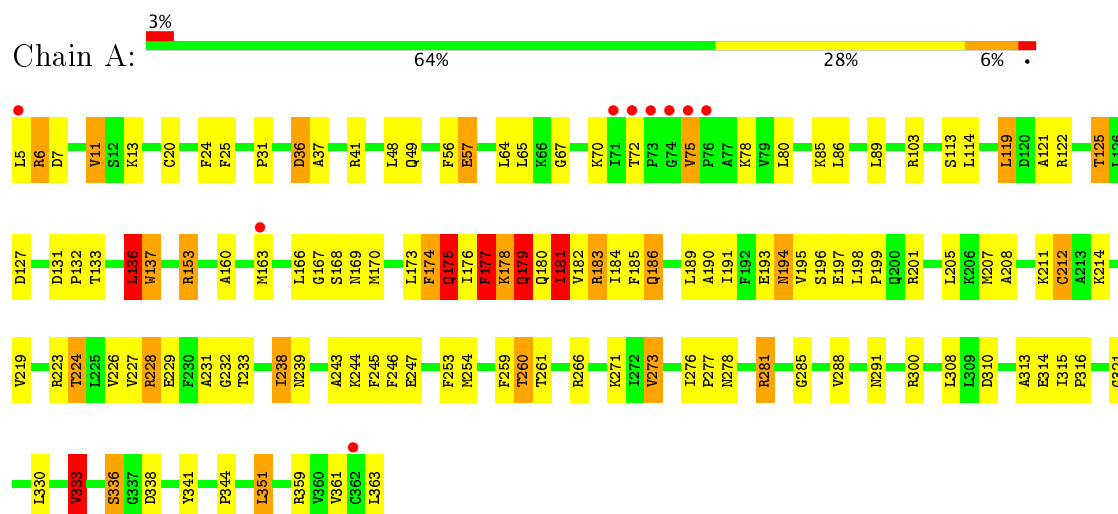 3%
Chain A:
64% 28% 6% •
L5 R6 D7 V11 S12 K13 C20 F24 F25 P31 D36 A37 R41 L48 Q49 F56 E57 L64 L65 K66 G67 K70 I71 T72 P73 G74 V75 P76 A77 K78 V79 L80 K85 L86 L89 R103 S113 L114 L119 D120 A121 R122 T125 L126
D127 D131 P132 T133 L136 W137 R153 A160 M163 L166 G167 S168 N169 M170 L173 F174 Q175 I176 F177 K178 Q179 Q180 I181 V182 R183 I184 F185 Q186 L189 A190 I191 F192 E193 N194 V195 S196 E197 L198 P199 Q200 R201 L205 K206 M207 A208 K211 C212 A213 K214
V219 R223 T224 L225 V226 V227 R228 E229 F230 A231 G232 T233 I238 N239 A243 K244 F245 F246 E247 F253 M254 F259 T260 T261 R266 K271 I272 V273 I276 P277 N278 R281 G285 V288 N291 R300 L308 L309 D310 A313 E314 I315 P316
L330 V333 S336 G337 D338 Y341 P344 L351 R359 V360 V361 C362 L363